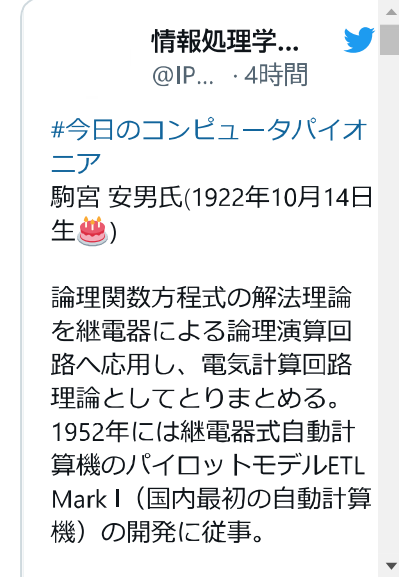 情報処理学...
@IP... · 4時間
#今日のコンピュータパイオ
ニア
駒宮 安男氏(1922年10月14日
生🎂)
論理関数方程式の解法理論
を継電器による論理演算回
路へ応用し、電気計算回路
理論としてとりまとめる。
1952年には継電器式自動計
算機のパイロットモデルETL
Mark I（国内最初の自動計算
機）の開発に従事。